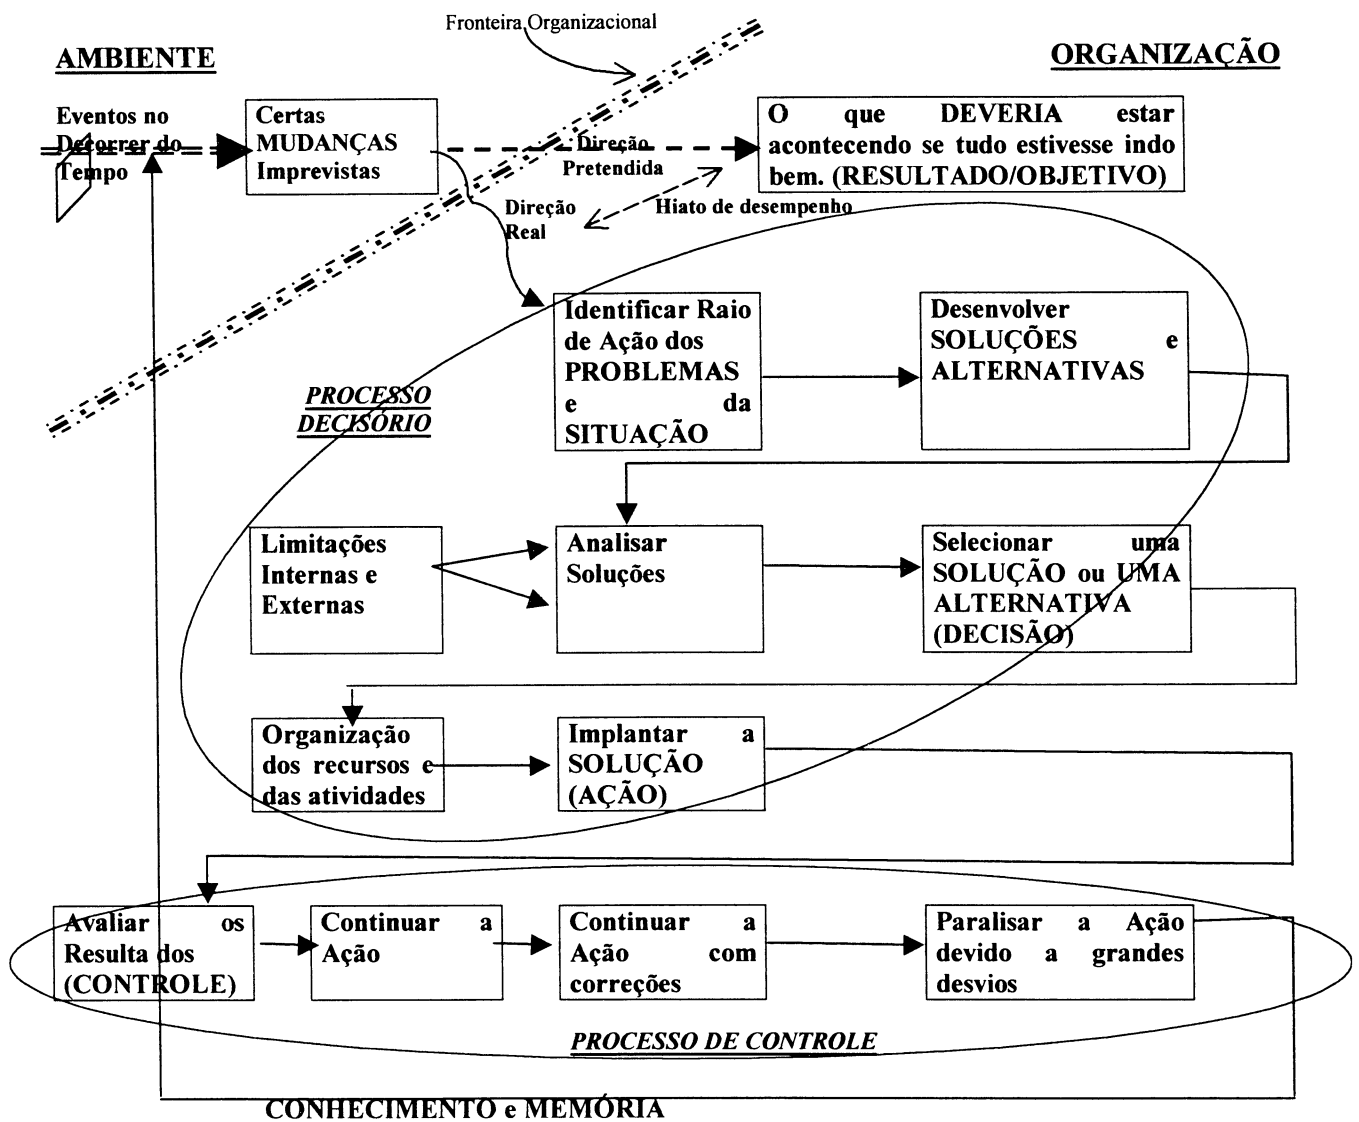 Fronteira Organizacional
AMBIENTE
ORGANIZAÇÃO
Eventos no
Decorrer do
Tempo
Certas
MUDANÇAS
Imprevistas
Direção
Pretendida
O que DEVERIA estar
acontecendo se tudo estivesse indo
bem. (RESULTADO/OBJETIVO)
Direção
Real
Hiato de desempenho
Identificar Raio
de Ação dos
PROBLEMAS
e da
SITUAÇÃO
Desenvolver
SOLUÇÕES e
ALTERNATIVAS
PROCESSO
DECISÓRIO
Limitações
Internas e
Externas
Analisar
Soluções
Selecionar uma
SOLUÇÃO ou UMA
ALTERNATIVA
(DECISÃO)
Organização
dos recursos e
das atividades
Implantar a
SOLUÇÃO
(AÇÃO)
Avaliar os
Resulta dos
(CONTROLE)
Continuar a
Ação
Continuar a
Ação com
correções
Paralisar a Ação
devido a grandes
desvios
PROCESSO DE CONTROLE
CONHECIMENTO e MEMÓRIA